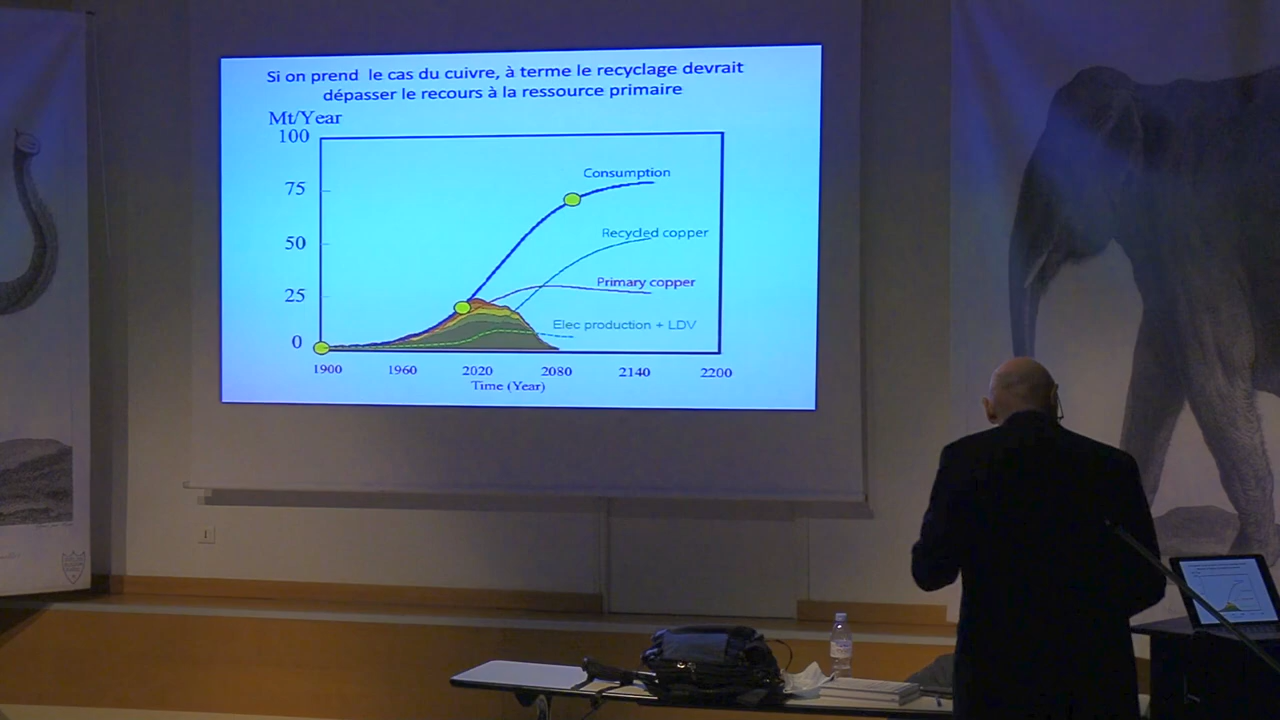 Si on prend le cas du cuivre, à terme le recyclage devrait
dépasser le recours à la ressource primaire
Mt/Year
100
75
50
25
0
Consumption
Recycled copper
Primary copper
Elec production + LDV
1900 1960 2020 2080 2140 2200
Time (Year)